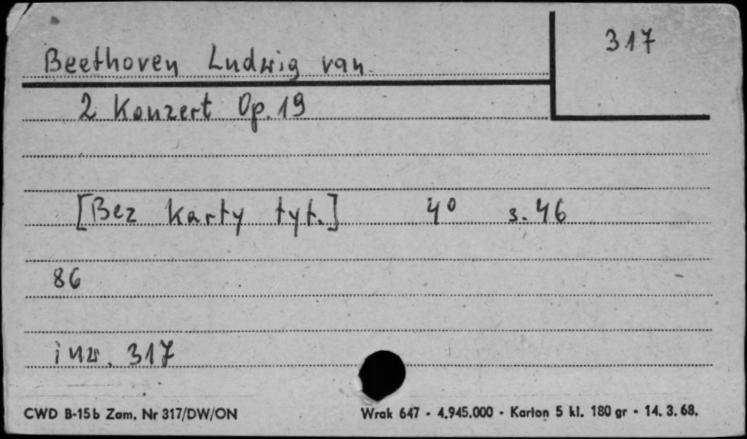 317
Beethoven Ludwig van.
2 Konzert Op. 19
[Bez Karty tyt.] 4° s. 46
86
inw. 317
CWD B-15b Zam. Nr 317/DW/ON Wrak 647 - 4.945.000 - Karton 5 kl. 180 gr - 14. 3. 68.